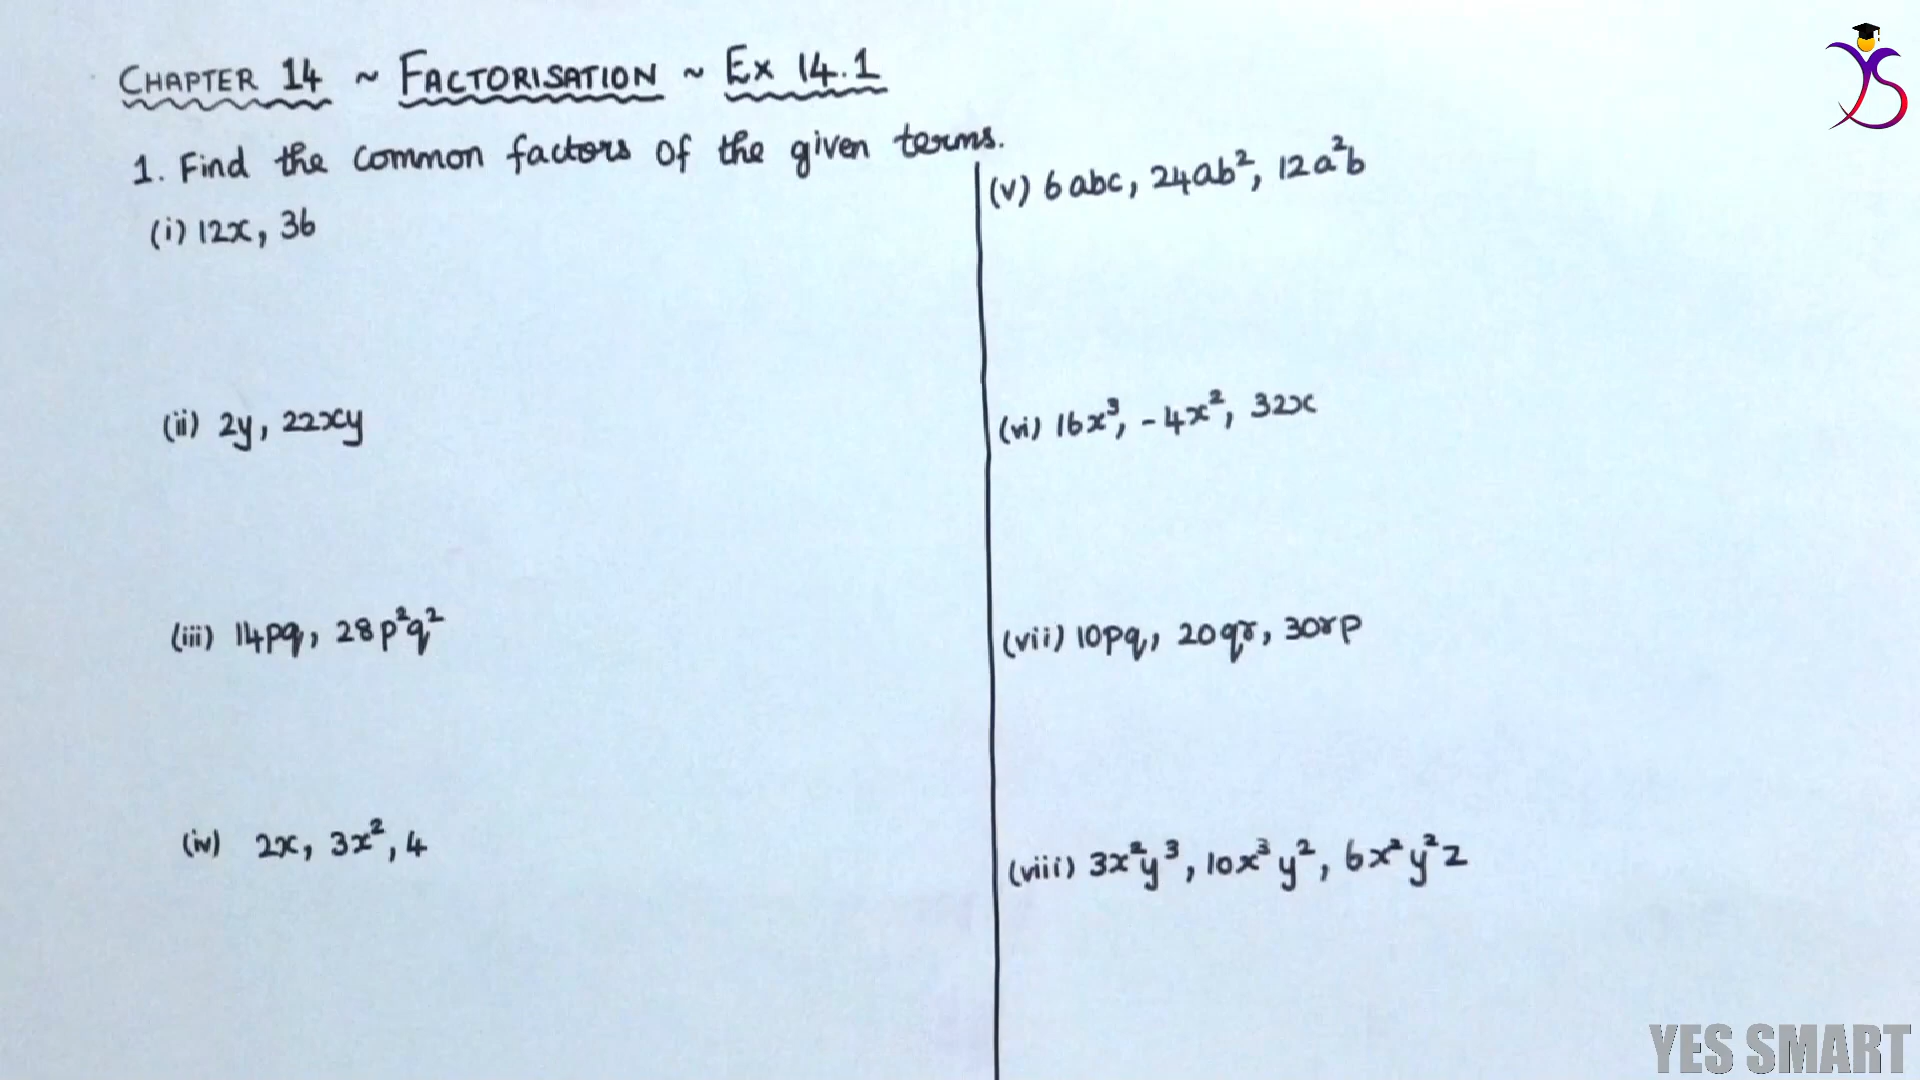 CHAPTER 14 ~ FACTORISATION ~ EX 14.1
1. Find the common factors of the given terms.
(i) 12x, 36
(ii) 2y, 22xy
(iii) 14pq, 28p²q²
(iv) 2x, 3x², 4
(v) 6abc, 24ab², 12a²b
(vi) 16x³, -4x², 32x
(vii) 10pq, 20qr, 30rp
(viii) 3x²y³, 10x³y², 6x²y²z
YS
YES SMART